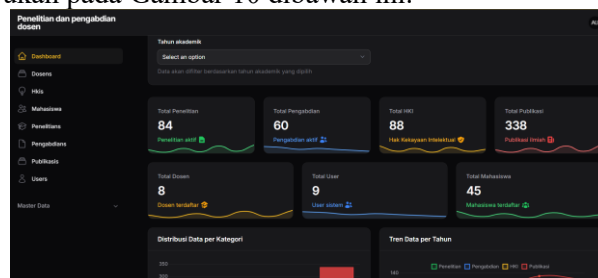 akan pada Gambar 10 dibawah ini.
Penelitian dan pengabdian
dosen
AU
Dashboard
Dosens
Hkis
Mahasiswa
Penelitians
Pengabdians
Publikasis
Users
Master Data
Tahun akademik
Select an option
Data akan difilter berdasarkan tahun akademik yang dipilih
Total Penelitian
84
Penelitian aktif
Total Pengabdian
60
Pengabdian aktif
Total HKI
88
Hak Kekayaan Intelektual
Total Publikasi
338
Publikasi Ilmiah
Total Dosen
8
Dosen terdaftar
Total User
9
User sistem
Total Mahasiswa
45
Mahasiswa terdaftar
Distribusi Data per Kategori
350
300
Tren Data per Tahun
Penelitian Pengabdian HKI Publikasi
140